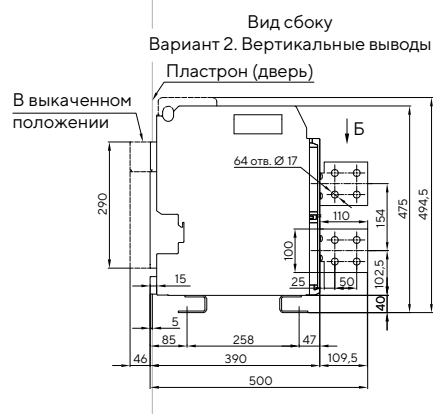 Вид сбоку
Вариант 2. Вертикальные выводы
Пластрон (дверь)
В выкаченном
положении
Б
64 отв. Ø 17
290
110
154
475
494,5
100
102,5
15
25
50
40
5
85
258
47
46
390
109,5
500